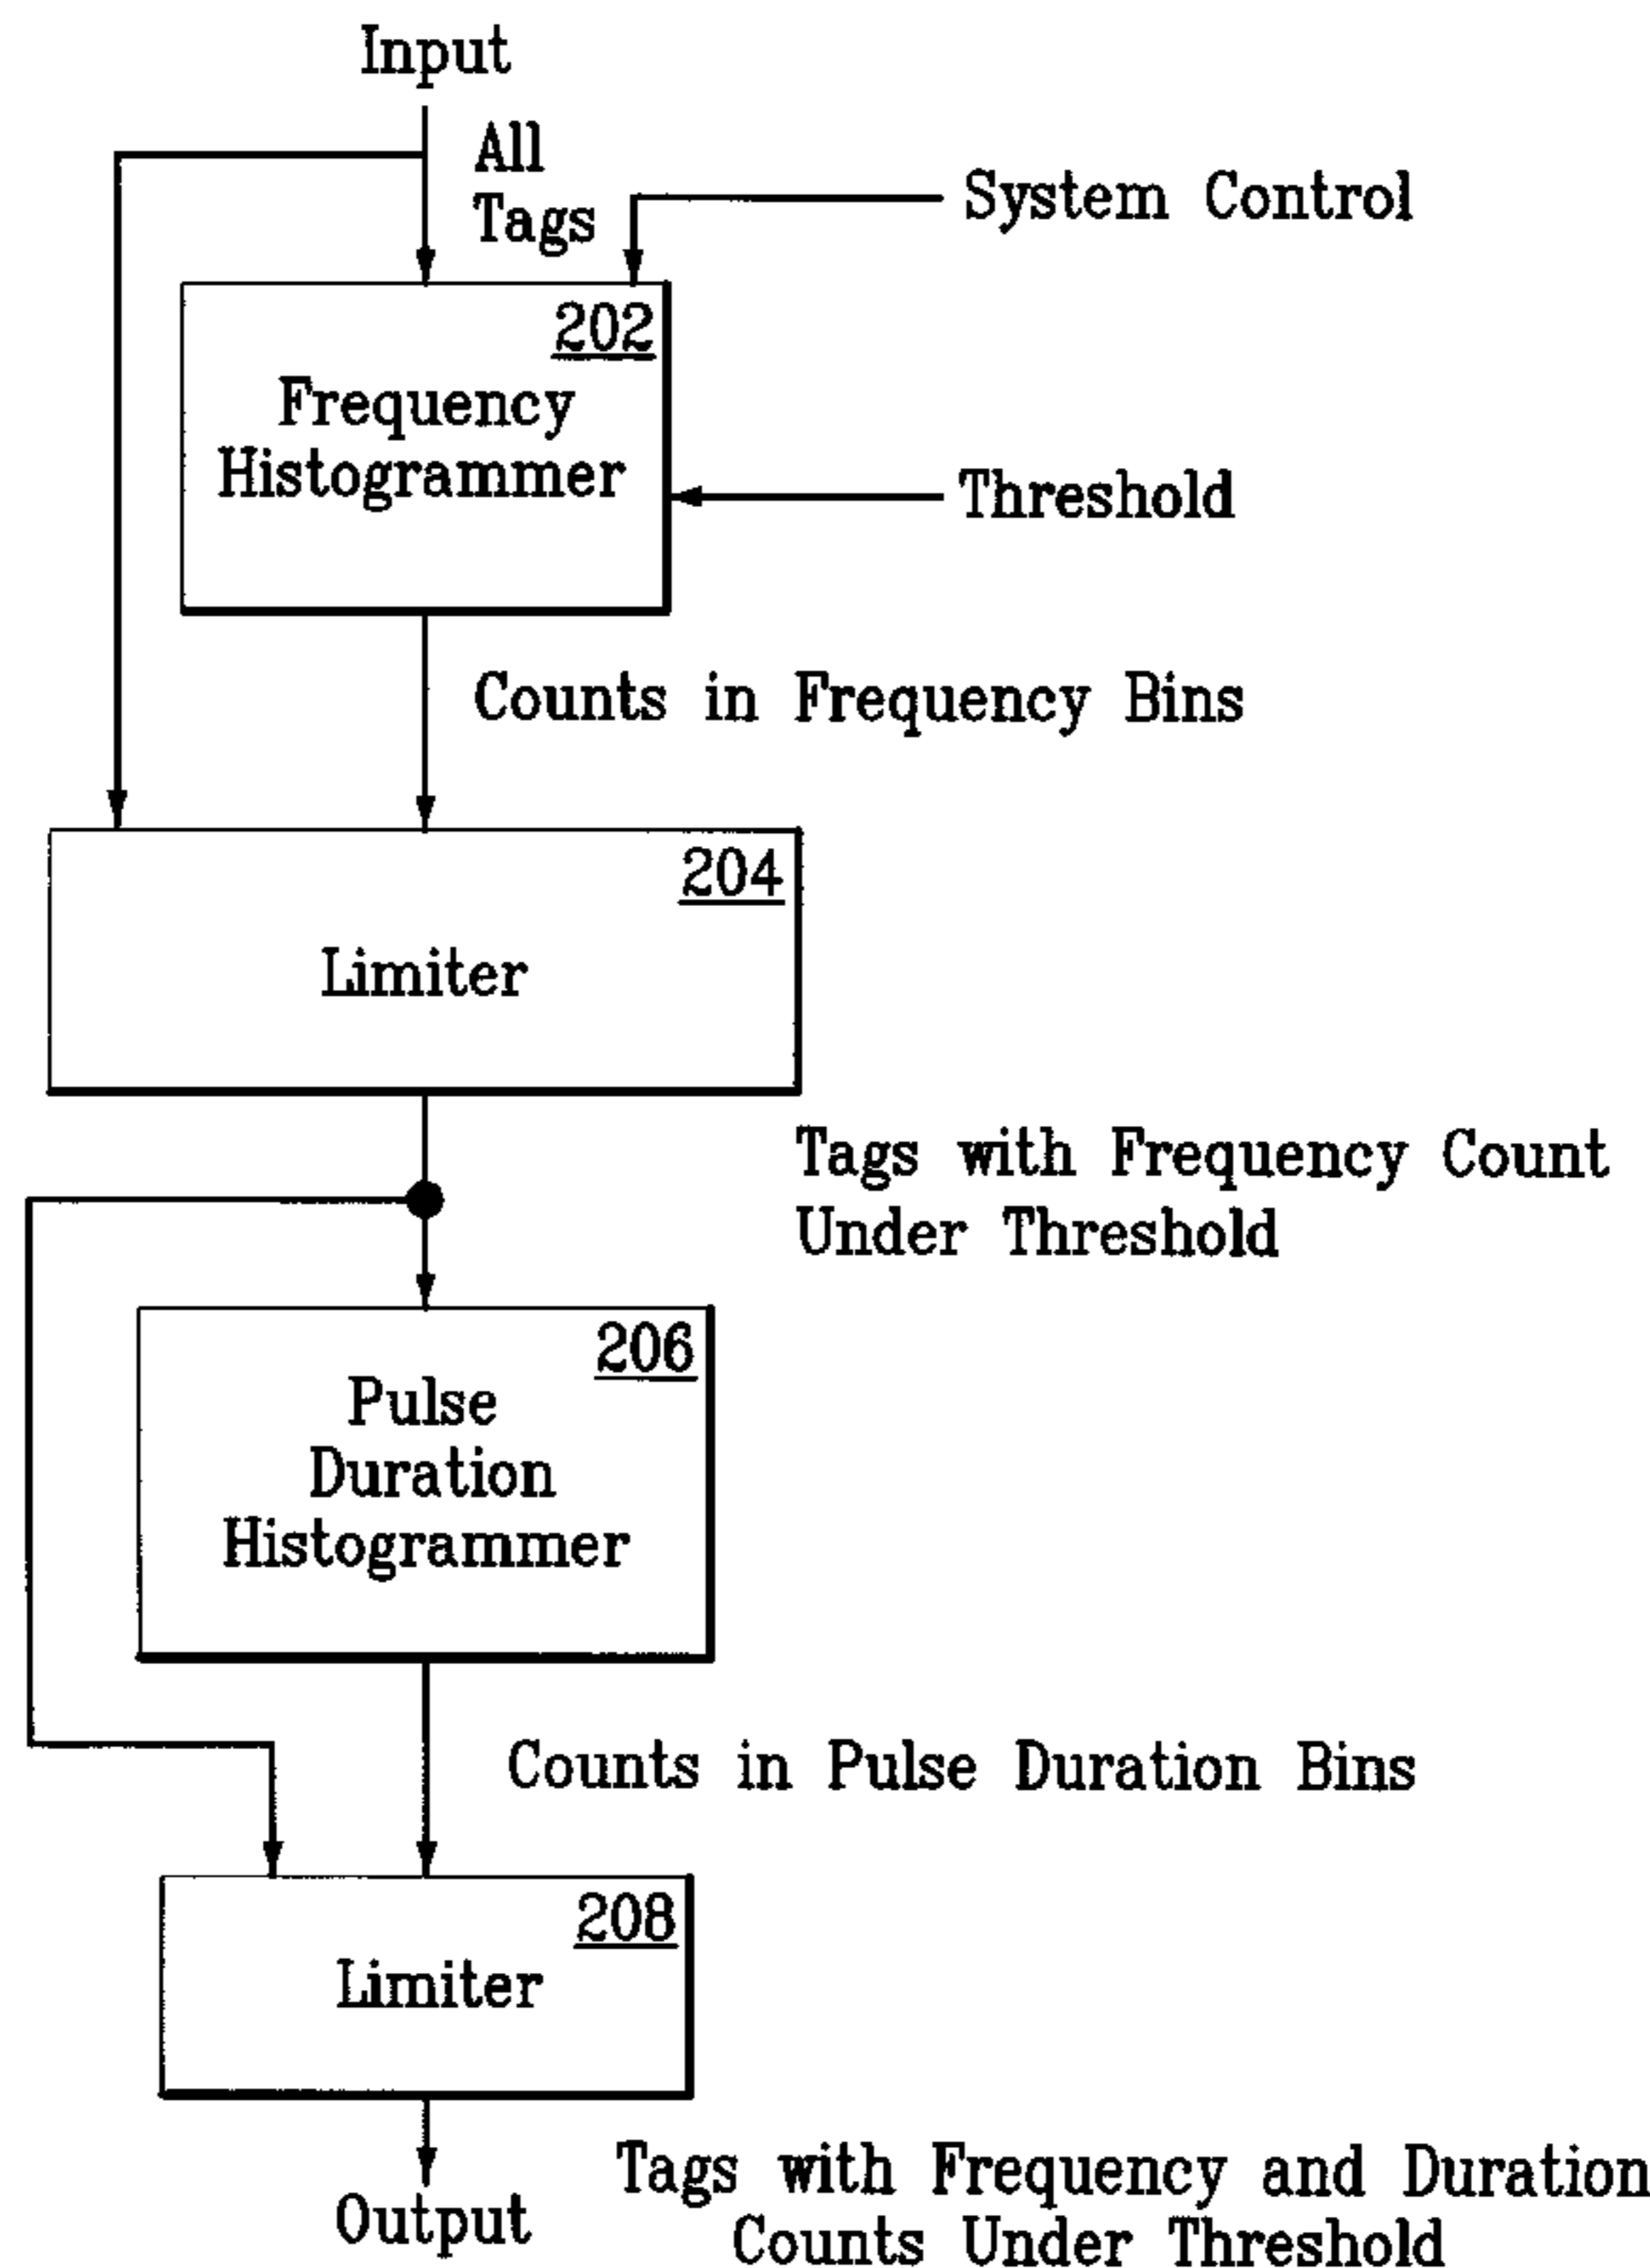 Input
All
Tags
System Control
202
Frequency
Histogrammer
Threshold
Counts in Frequency Bins
204
Limiter
Tags with Frequency Count
Under Threshold
206
Pulse
Duration
Histogrammer
Counts in Pulse Duration Bins
208
Limiter
Output
Tags with Frequency and Duration
Counts Under Threshold